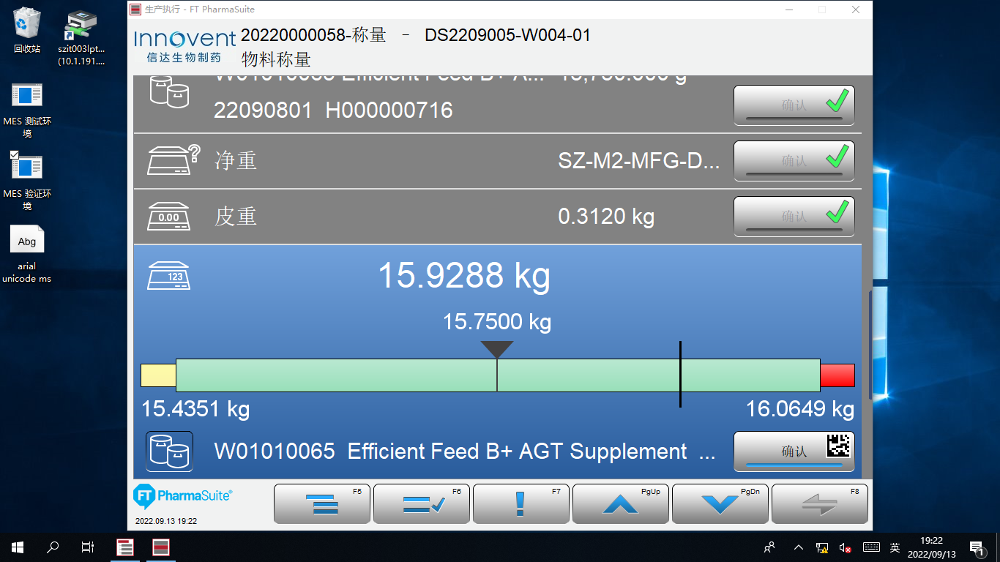 回收站
szit003lpt...
(10.1.191....
MES 测试环
境
MES 验证环
境
Abg
arial
unicode ms
生产执行 - FT PharmaSuite
Innovent
信达生物制药
20220000058-称量 - DS2209005-W004-01
物料称量
W01010065 Efficient Feed B+ A... 15,750.000 g
22090801 H000000716
确认
净重
SZ-M2-MFG-D...
确认
0.00
皮重
0.3120 kg
确认
123
15.9288 kg
15.7500 kg
15.4351 kg
16.0649 kg
W01010065 Efficient Feed B+ AGT Supplement ...
确认
FT PharmaSuite®
2022.09.13 19:22
F5
F6
F7
PgUp
PgDn
F8
英
19:22
2022/09/13
1